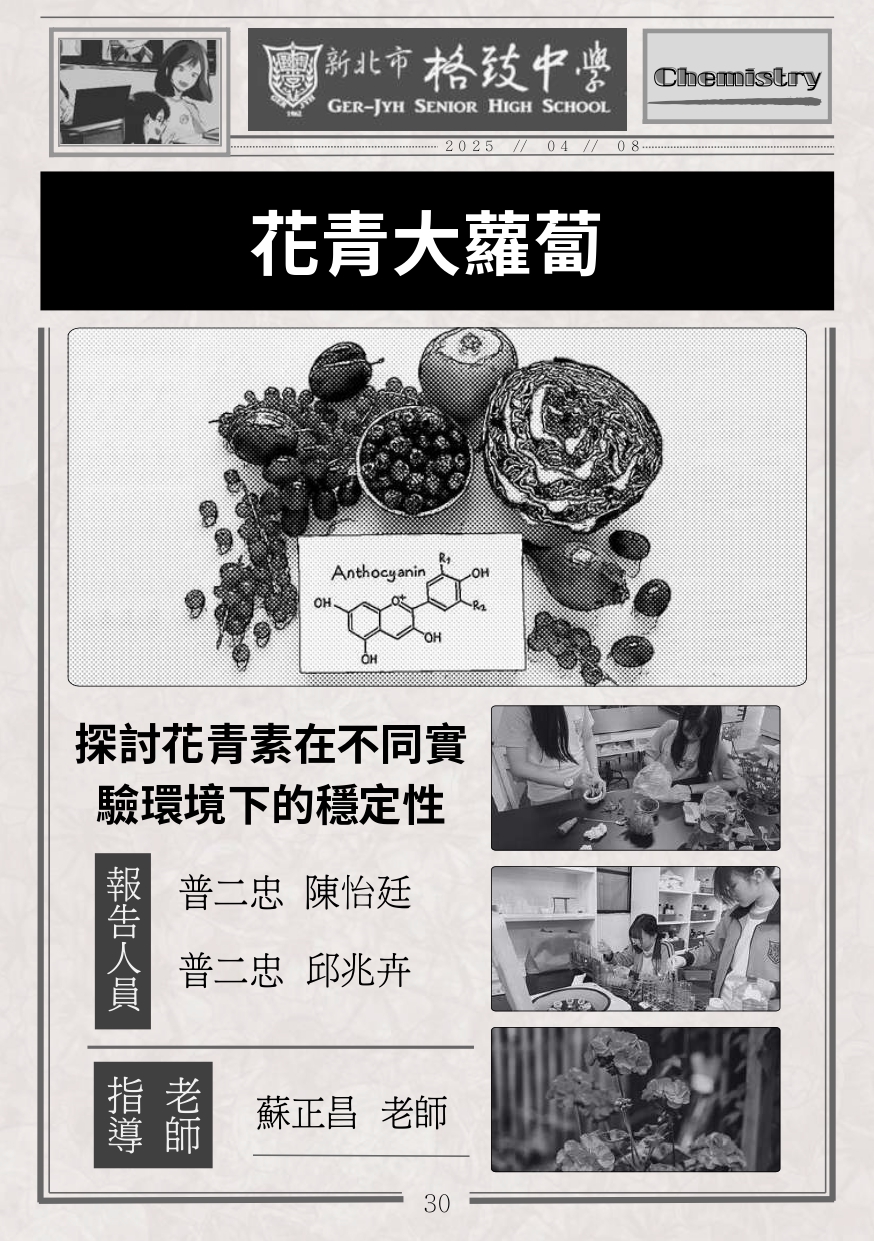 新北市 格致中學
GER-JYH SENIOR HIGH SCHOOL
1962
Chemistry
2025 // 04 // 08
花青大蘿蔔
Anthocyanin
R₁
OH
O⁺
R₂
OH
OH
OH
探討花青素在不同實
驗環境下的穩定性
報告人員
普二忠 陳怡廷
普二忠 邱兆卉
指導老師
蘇正昌 老師
30